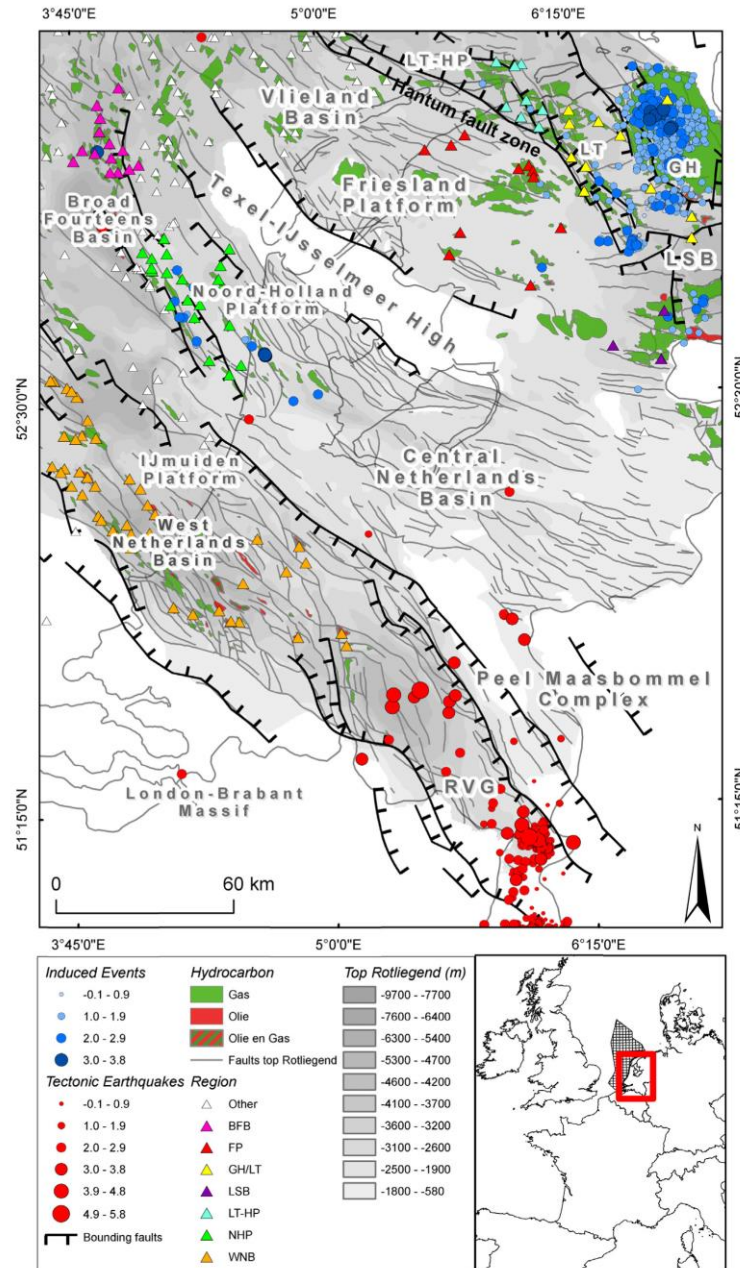 3°45'0"E 5°0'0"E 6°15'0"E
LT-HP
Hantum fault zone
Vlieland
Basin
LT
GH
Friesland
Platform
Broad
Fourteens
Basin
Texel-IJsselmeer High
LSB
Noord-Holland
Platform
52°30'0"N
52°30'0"N
IJmuiden
Platform
Central
Netherlands
Basin
West
Netherlands
Basin
Peel Maasbommel
Complex
RVG
London-Brabant
Massif
51°15'0"N
51°15'0"N
N
0 60 km
3°45'0"E 5°0'0"E 6°15'0"E
Induced Events
-0.1 - 0.9
1.0 - 1.9
2.0 - 2.9
3.0 - 3.8
Tectonic Earthquakes
-0.1 - 0.9
1.0 - 1.9
2.0 - 2.9
3.0 - 3.8
3.9 - 4.8
4.9 - 5.8
Bounding faults
Hydrocarbon
Gas
Olie
Olie en Gas
Faults top Rotliegend
Region
Other
BFB
FP
GH/LT
LSB
LT-HP
NHP
WNB
Top Rotliegend (m)
-9700 - -7700
-7600 - -6400
-6300 - -5400
-5300 - -4700
-4600 - -4200
-4100 - -3700
-3600 - -3200
-3100 - -2600
-2500 - -1900
-1800 - -580